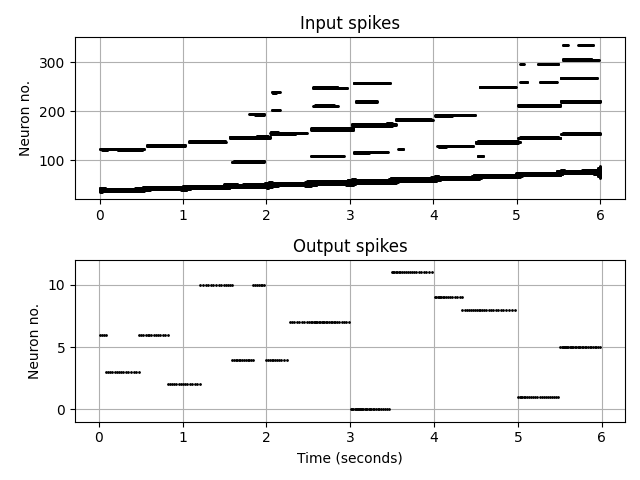 Input spikes
300
200
100
Neuron no.
0 1 2 3 4 5 6
Output spikes
10
5
0
Neuron no.
0 1 2 3 4 5 6
Time (seconds)